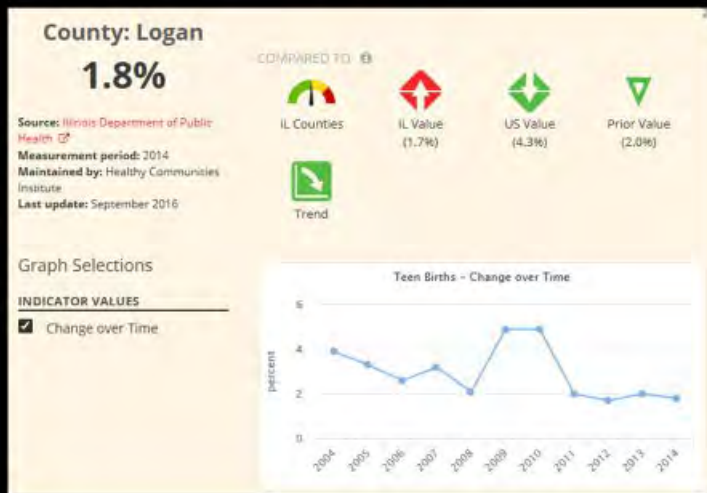 County: Logan
1.8%
Source: Illinois Department of Public
Health
Measurement period: 2014
Maintained by: Healthy Communities
Institute
Last update: September 2016
COMPARED TO
IL Counties
IL Value
(1.7%)
US Value
(4.3%)
Prior Value
(2.0%)
Trend
Graph Selections
INDICATOR VALUES
Change over Time
Teen Births - Change over Time
percent
6
4
2
0
2004
2005
2006
2007
2008
2009
2010
2011
2012
2013
2014